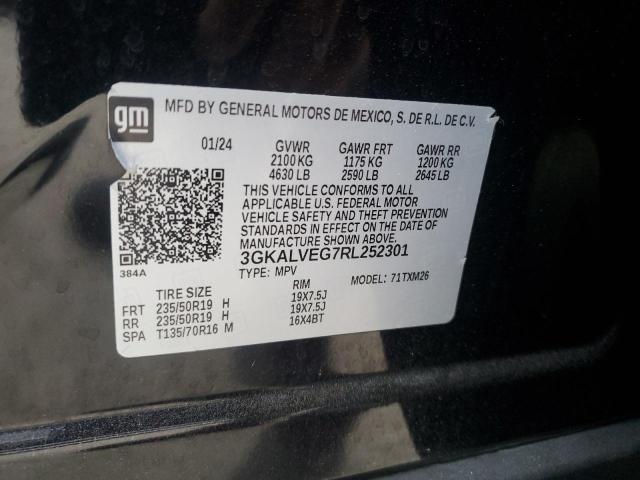 gm
MFD BY GENERAL MOTORS DE MEXICO, S. DE R.L. DE C.V.
01/24 GVWR GAWR FRT GAWR RR
2100 KG 1175 KG 1200 KG
4630 LB 2590 LB 2645 LB
THIS VEHICLE CONFORMS TO ALL
APPLICABLE U.S. FEDERAL MOTOR
VEHICLE SAFETY AND THEFT PREVENTION
STANDARDS IN EFFECT ON THE DATE OF
MANUFACTURE SHOWN ABOVE.
384A
3GKALVEG7RL252301
TYPE: MPV MODEL: 71TXM26
TIRE SIZE RIM
FRT 235/50R19 H 19X7.5J
RR 235/50R19 H 19X7.5J
SPA T135/70R16 M 16X4BT